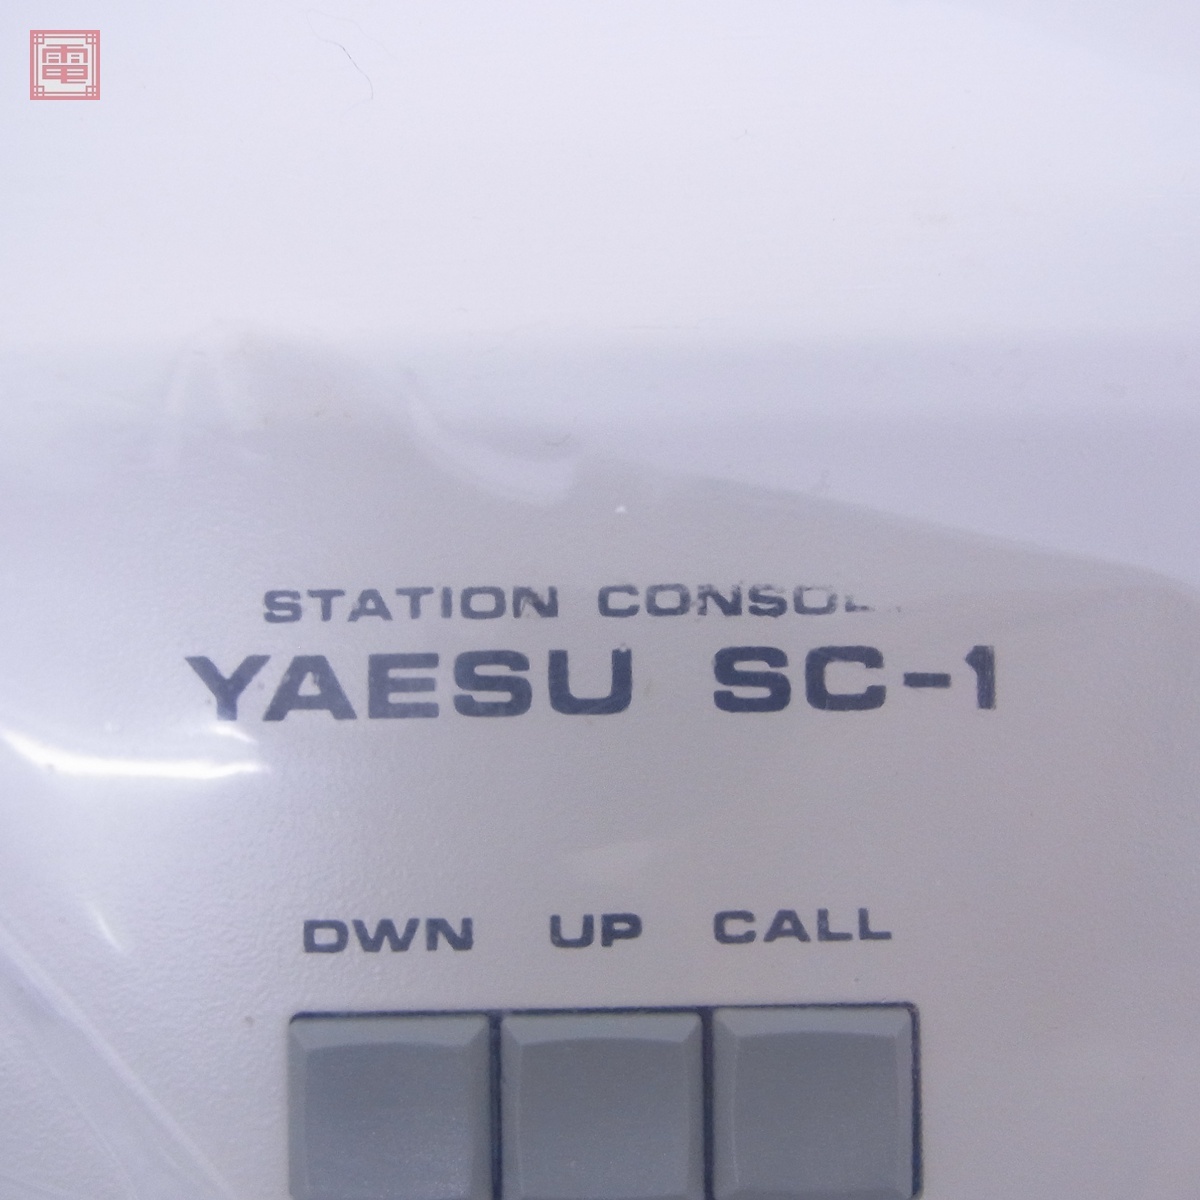 電
STATION CONSOL
YAESU SC-1
DWN UP CALL